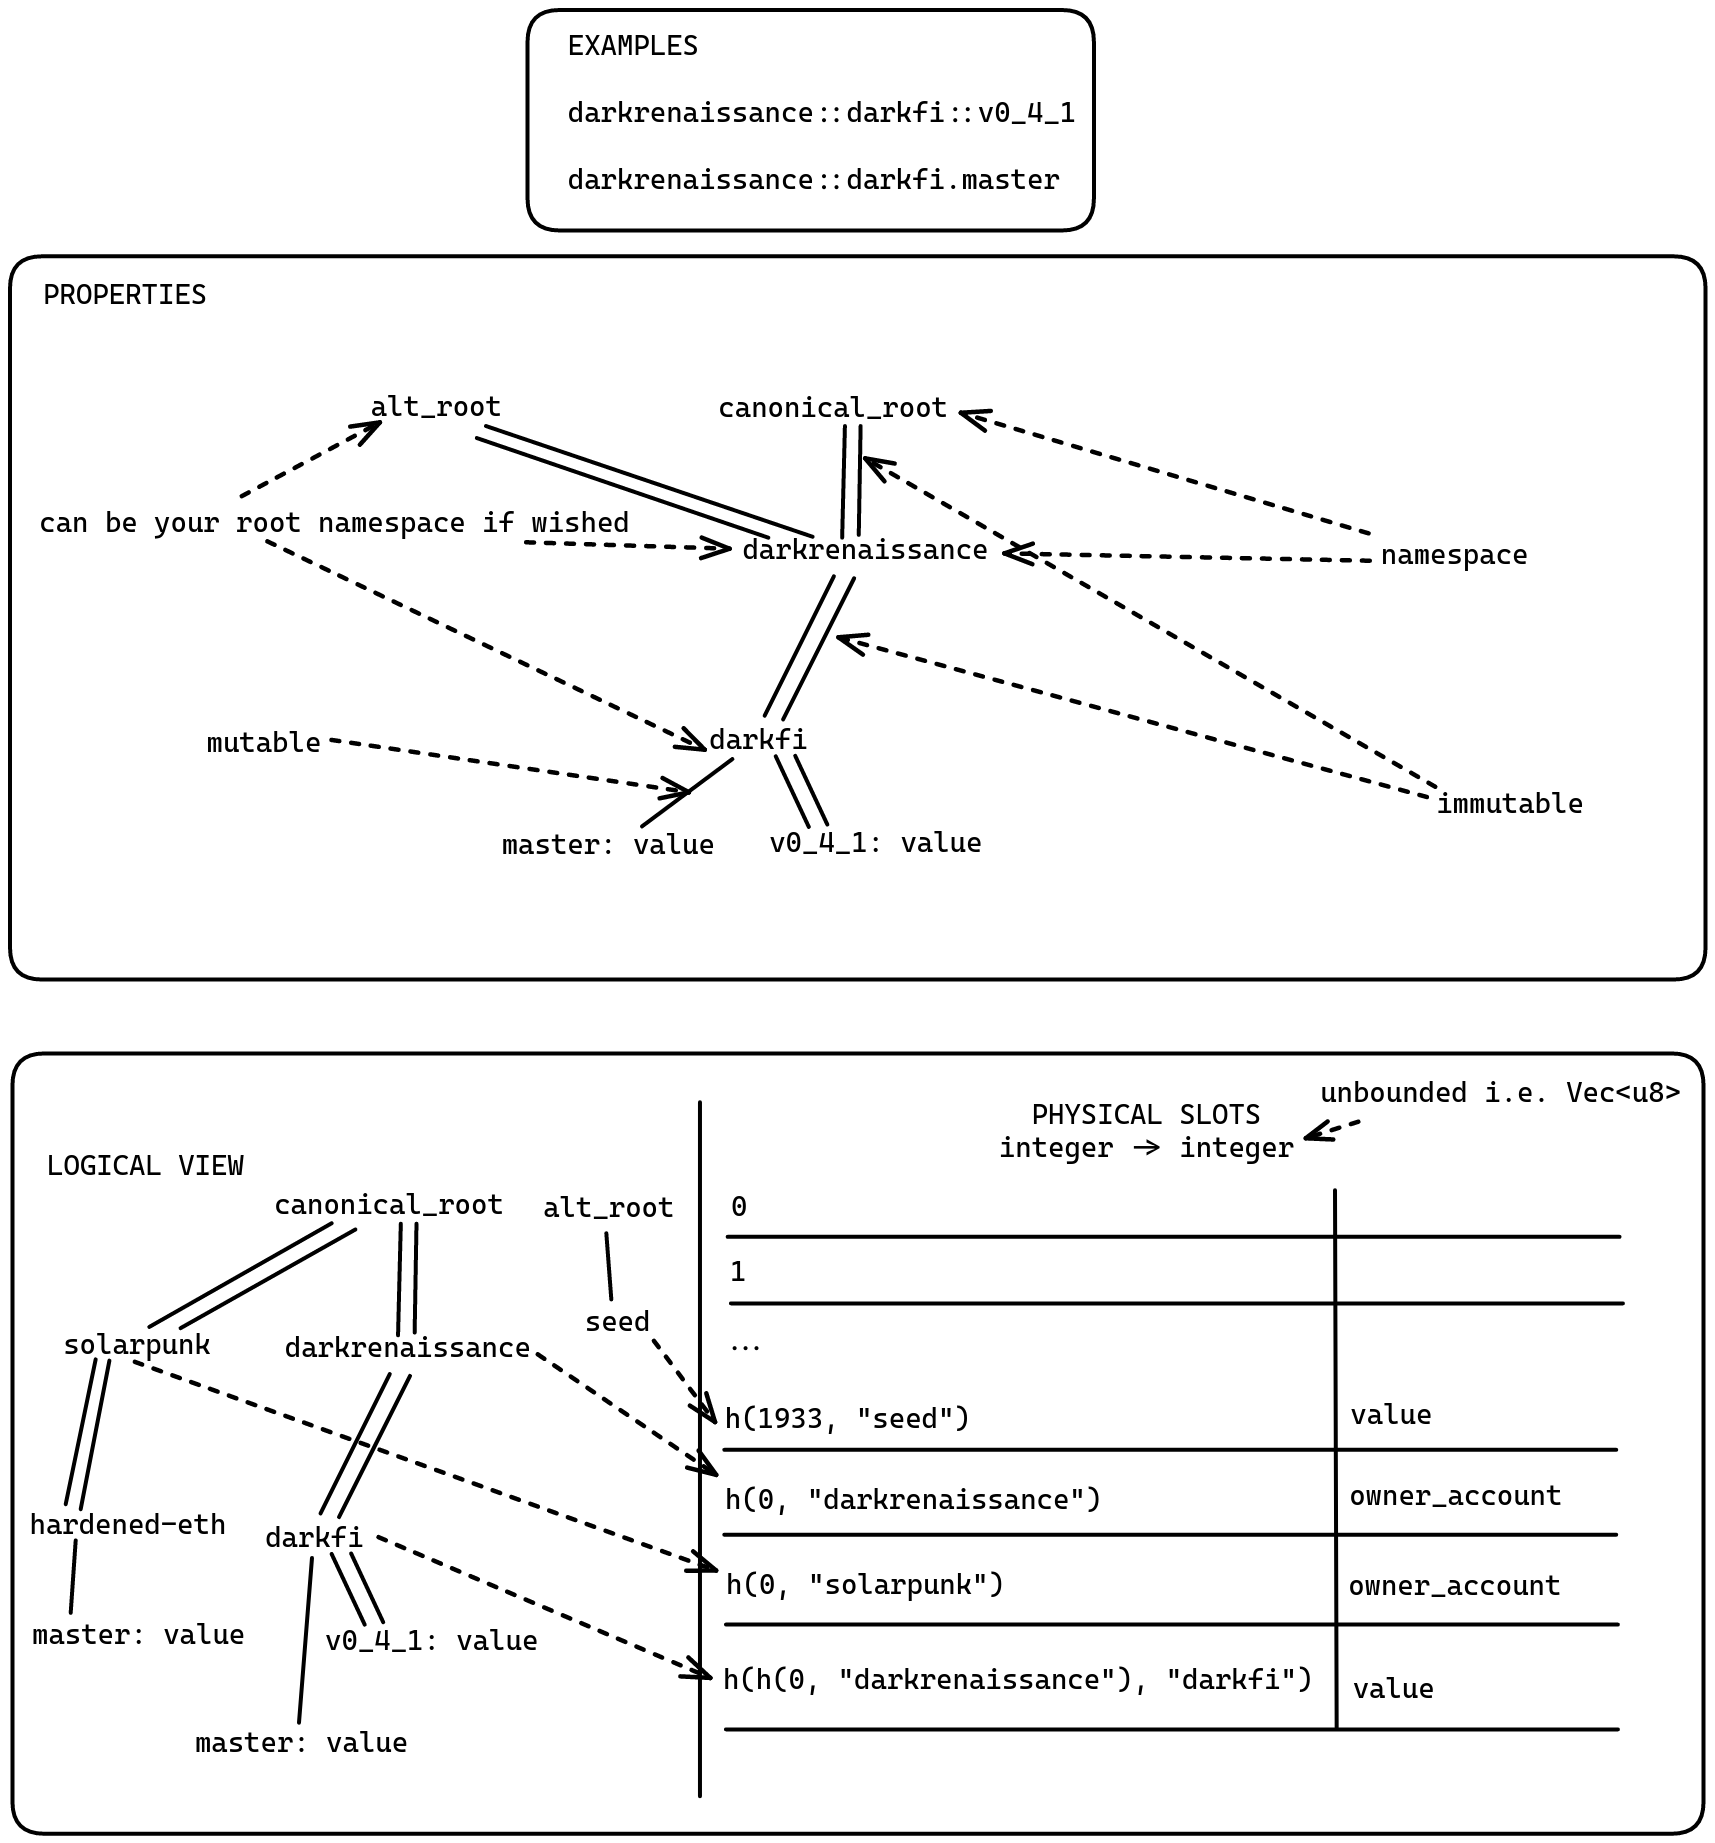 EXAMPLES
darkrenaissance::darkfi::v0_4_1
darkrenaissance::darkfi.master
PROPERTIES
alt_root
canonical_root
can be your root namespace if wished
darkrenaissance
namespace
mutable
darkfi
immutable
master: value
v0_4_1: value
LOGICAL VIEW
canonical_root
alt_root
seed
solarpunk
darkrenaissance
hardened-eth
darkfi
master: value
v0_4_1: value
master: value
unbounded i.e. Vec<u8>
PHYSICAL SLOTS
integer -> integer
0
1
...
h(1933, "seed")
value
h(0, "darkrenaissance")
owner_account
h(0, "solarpunk")
owner_account
h(h(0, "darkrenaissance"), "darkfi")
value